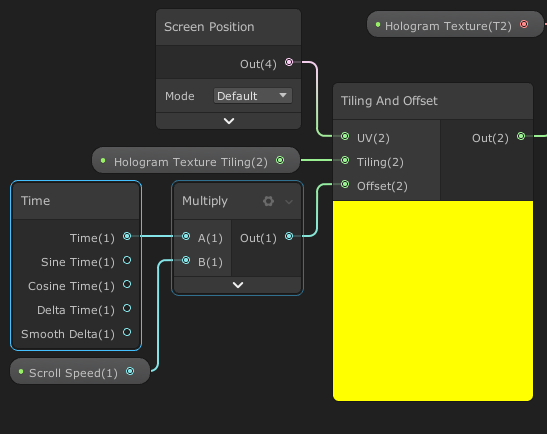 Screen Position
Out(4)
Mode Default
Hologram Texture(T2)
Tiling And Offset
UV(2) Out(2)
Tiling(2)
Offset(2)
Hologram Texture Tiling(2)
Time
Time(1)
Sine Time(1)
Cosine Time(1)
Delta Time(1)
Smooth Delta(1)
Multiply
A(1) Out(1)
B(1)
Scroll Speed(1)